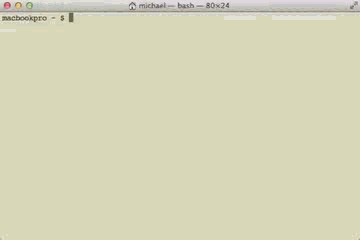 michael — bash — 80×24
macbookpro ~ $